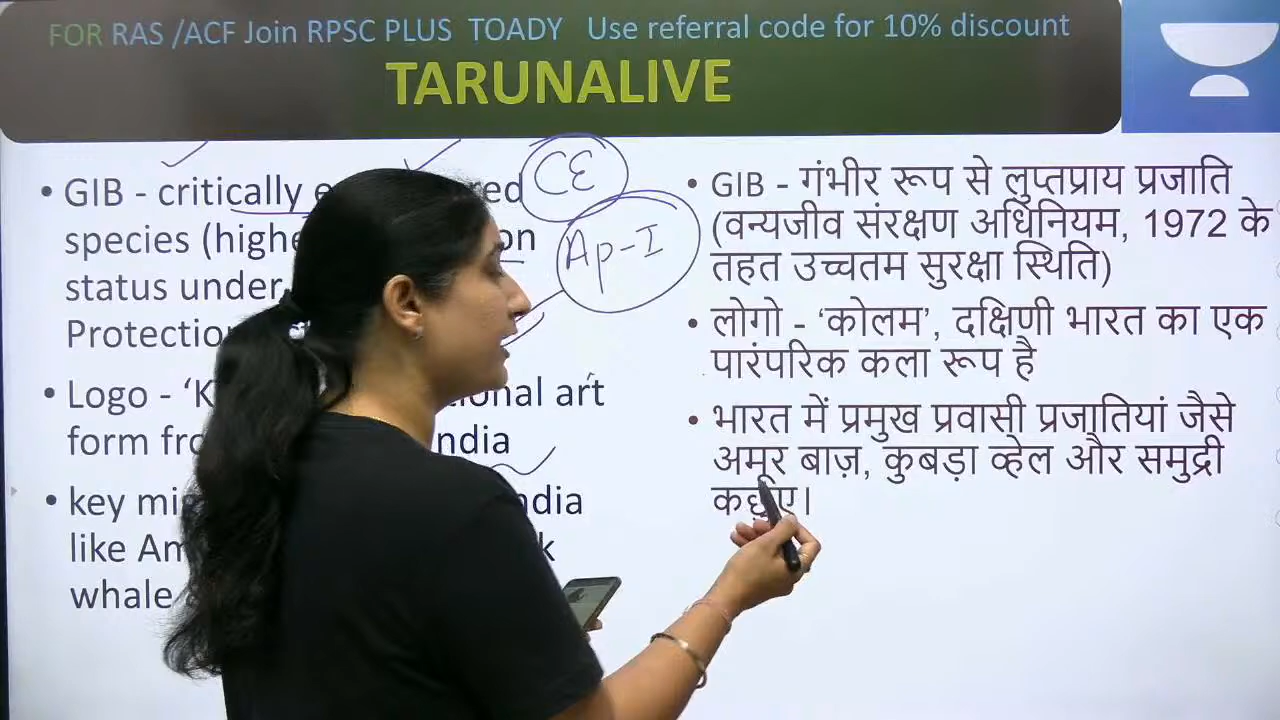 FOR RAS /ACF Join RPSC PLUS TOADY Use referral code for 10% discount
TARUNALIVE
• GIB - critically e red
species (highe on
status under
Protection
• Logo - ‘K tional art
form fro ndia
• key mi ndia
like Am k
whale
CE
Ap-I
• GIB - गंभीर रूप से लुप्तप्राय प्रजाति
(वन्यजीव संरक्षण अधिनियम, 1972 के
तहत उच्चतम सुरक्षा स्थिति)
• लोगो - ‘कोलम’, दक्षिणी भारत का एक
पारंपरिक कला रूप है
• भारत में प्रमुख प्रवासी प्रजातियां जैसे
अमूर बाज़, कुबड़ा व्हेल और समुद्री
कछुए।